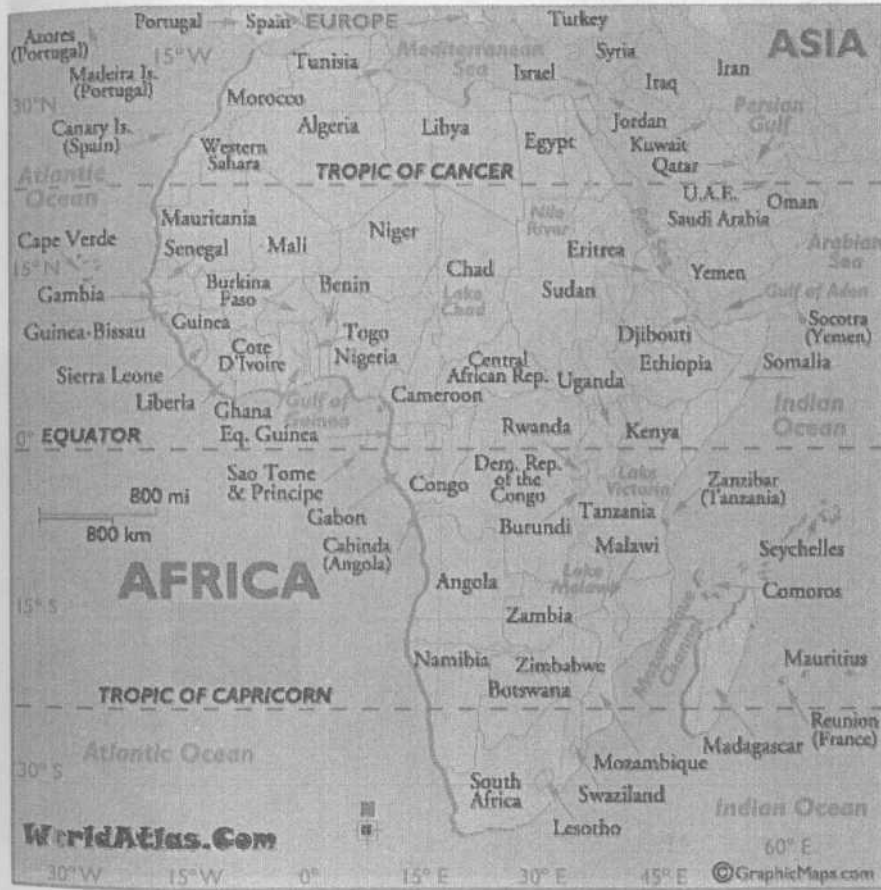 Portugal
Spain
EUROPE
Turkey
Azores
(Portugal)
15° W
Mediterranean
Sea
Syria
ASIA
Tunisia
Israel
Iraq
Iran
Madeira Is.
(Portugal)
30°N
Morocco
Persian
Gulf
Canary Is.
(Spain)
Algeria
Libya
Egypt
Jordan
Kuwait
Qatar
Western
Sahara
TROPIC OF CANCER
Atlantic
Ocean
U.A.E.
Oman
Saudi Arabia
Mauritania
Nile
River
Red Sea
Cape Verde
Senegal
Mali
Niger
Eritrea
Arabian
Sea
15° N
Chad
Yemen
Gambia
Burkina
Faso
Benin
Lake
Chad
Sudan
Gulf of Aden
Guinea-Bissau
Guinea
Togo
Djibouti
Socotra
(Yemen)
Cote
D'Ivoire
Nigeria
Central
African Rep.
Ethiopia
Somalia
Sierra Leone
Uganda
Liberia
Ghana
Gulf of
Guinea
Cameroon
Indian
Ocean
0° EQUATOR
Eq. Guinea
Rwanda
Kenya
Sao Tome
& Principe
Congo
Dem. Rep.
of the
Congo
Lake
Victoria
Zanzibar
(Tanzania)
800 mi
800 km
Gabon
Burundi
Tanzania
Cabinda
(Angola)
Malawi
Seychelles
AFRICA
Angola
Lake
Malawi
Comoros
15° S
Zambia
Mozambique
Channel
Namibia
Zimbabwe
Mauritius
Botswana
TROPIC OF CAPRICORN
Reunion
(France)
Madagascar
Atlantic Ocean
30° S
Mozambique
South
Africa
Swaziland
Indian Ocean
Lesotho
WorldAtlas.Com
60° E
30° W
15° W
0°
15° E
30° E
45° E
©GraphicMaps.com